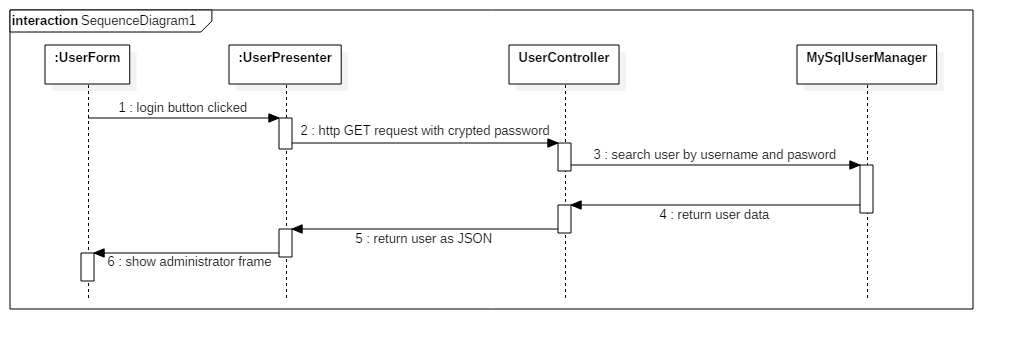 interaction SequenceDiagram1
:UserForm
:UserPresenter
UserController
MySqlUserManager
1 : login button clicked
2 : http GET request with crypted password
3 : search user by username and pasword
4 : return user data
5 : return user as JSON
6 : show administrator frame